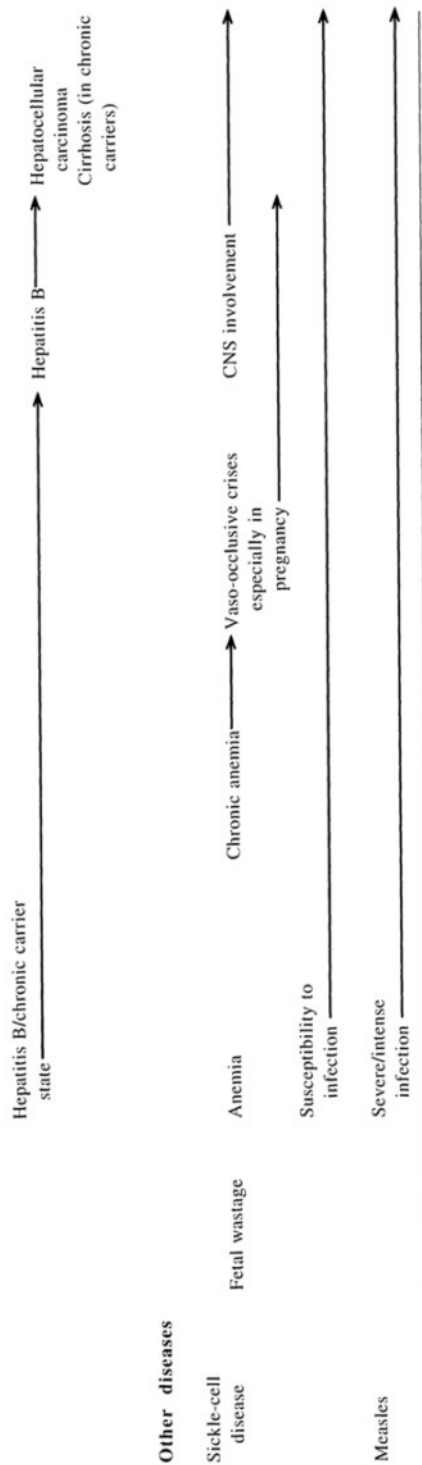 Hepatitis B/chronic carrier
state
Hepatitis B
Hepatocellular
carcinoma
Cirrhosis (in chronic
carriers)
Other diseases
Sickle-cell
disease
Fetal wastage
Anemia
Chronic anemia
Vaso-occlusive crises
especially in
pregnancy
CNS involvement
Susceptibility to
infection
Measles
Severe/intense
infection